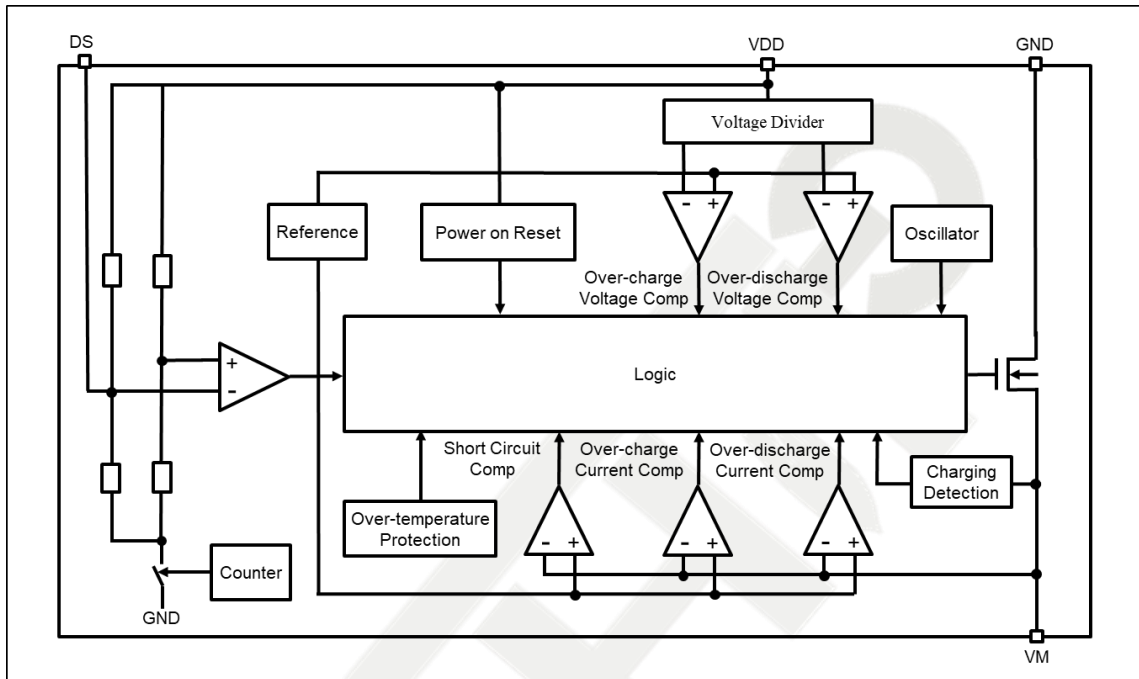 DS
VDD
GND
Voltage Divider
- +
- +
Reference
Power on Reset
Oscillator
Over-charge
Voltage Comp
Over-discharge
Voltage Comp
+
-
Logic
Short Circuit
Comp
Over-charge
Current Comp
Over-discharge
Current Comp
Charging
Detection
Over-temperature
Protection
- +
- +
- +
Counter
GND
VM